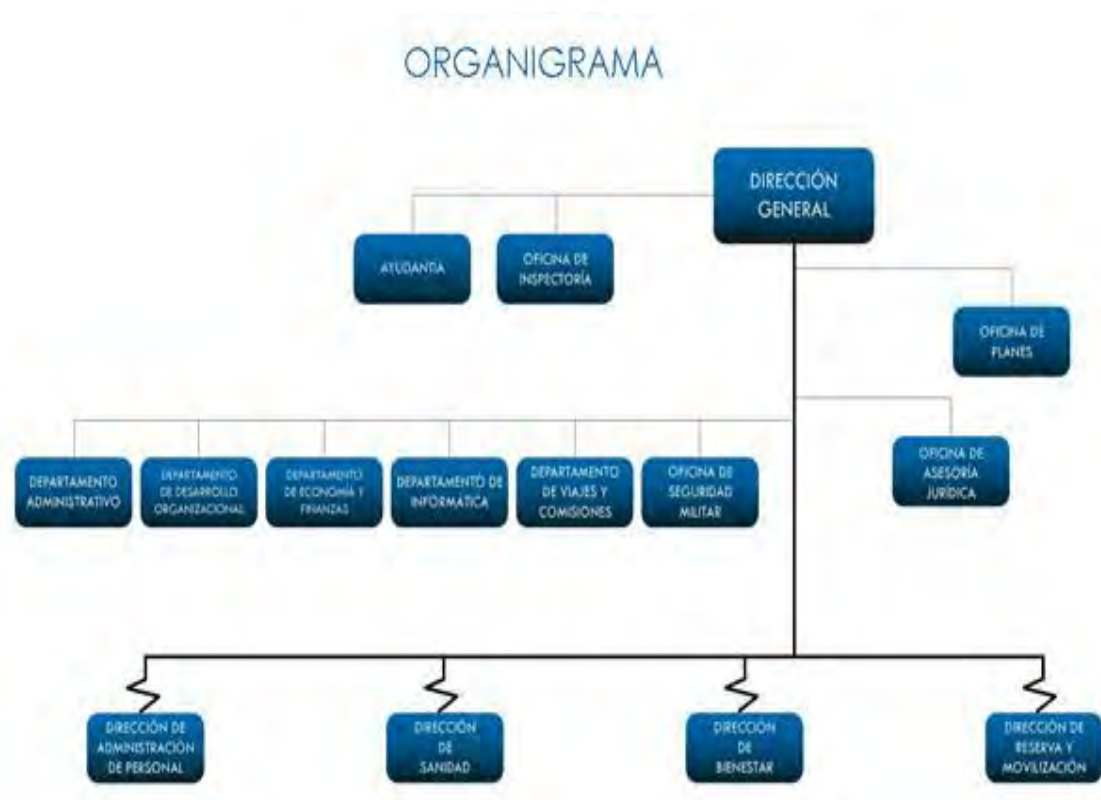 ORGANIGRAMA
DIRECCIÓN
GENERAL
AYUDANTIA
OFICINA DE
INSPECTORÍA
OFICINA DE
PLANES
DEPARTAMENTO
ADMINISTRATIVO
DEPARTAMENTO
DE DESARROLLO
ORGANIZACIONAL
DEPARTAMENTO
DE ECONOMÍA Y
FINANZAS
DEPARTAMENTO DE
INFORMÁTICA
DEPARTAMENTO
DE VIAJES Y
COMISIONES
OFICINA DE
SEGURIDAD
MILITAR
OFICINA DE
ASESORÍA
JURÍDICA
DIRECCIÓN DE
ADMINISTRACIÓN
DE PERSONAL
DIRECCIÓN
DE
SANIDAD
DIRECCIÓN
DE
BIENESTAR
DIRECCIÓN DE
RESERVA Y
MOVILIZACIÓN